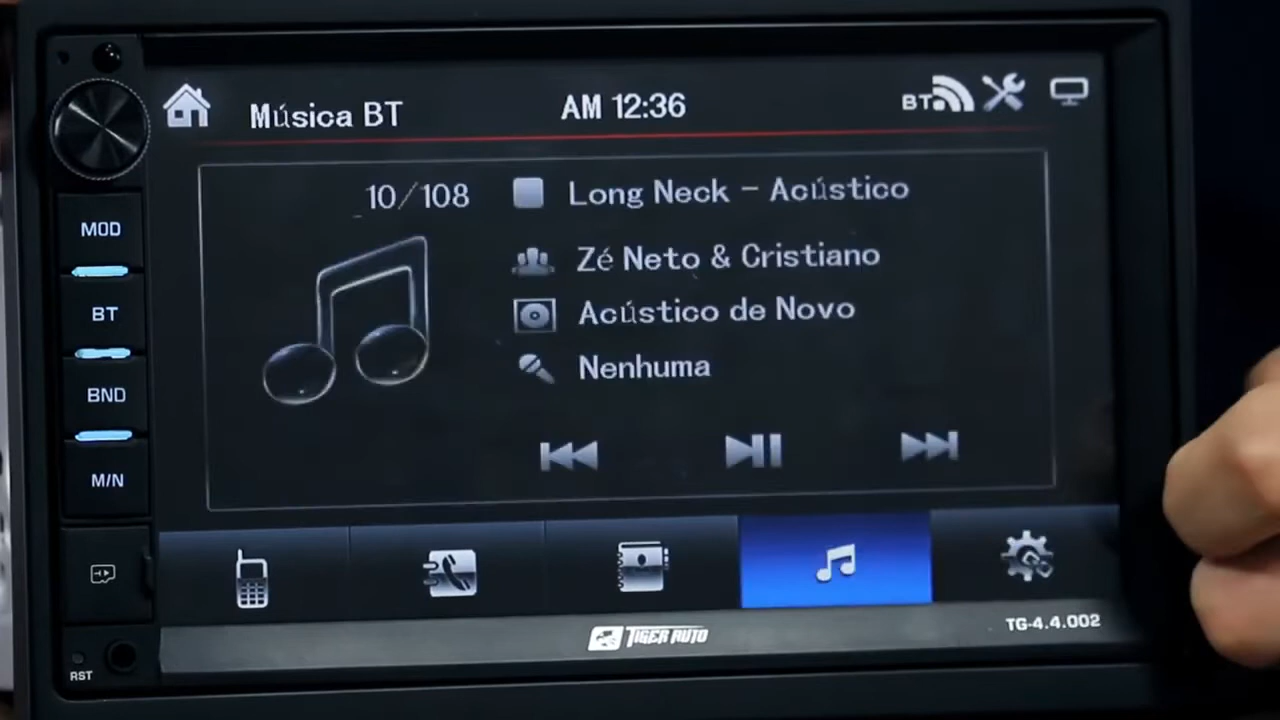 Música BT
AM 12:36
BT
10/108
Long Neck - Acústico
Zé Neto & Cristiano
Acústico de Novo
Nenhuma
MOD
BT
BND
M/N
RST
TIGER AUTO
TG-4.4.002